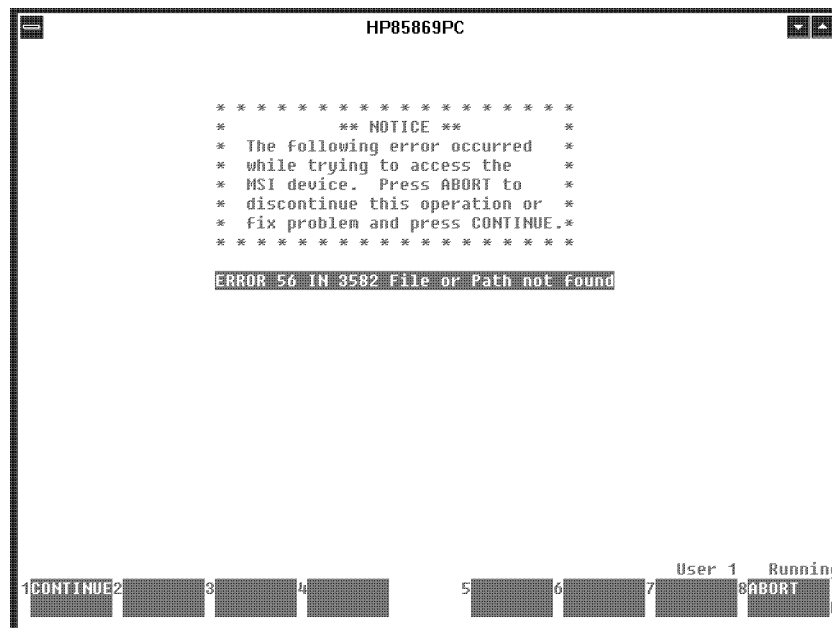 HP85869PC
* * * * * * * * * * * * * * * * * *
* ** NOTICE ** *
* The following error occurred *
* while trying to access the *
* MSI device. Press ABORT to *
* discontinue this operation or *
* fix problem and press CONTINUE.*
* * * * * * * * * * * * * * * * * *
ERROR 56 IN 3582 File or Path not found
User 1 Running
1CONTINUE2 3 4 5 6 7 8ABORT